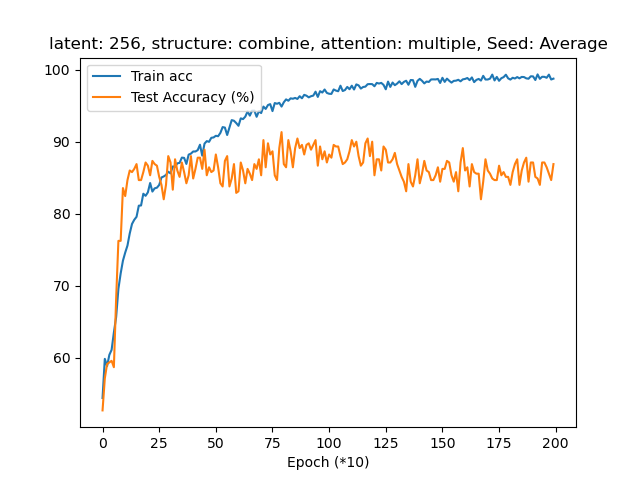 latent: 256, structure: combine, attention: multiple, Seed: Average
Train acc
Test Accuracy (%)
100
90
80
70
60
0 25 50 75 100 125 150 175 200
Epoch (*10)